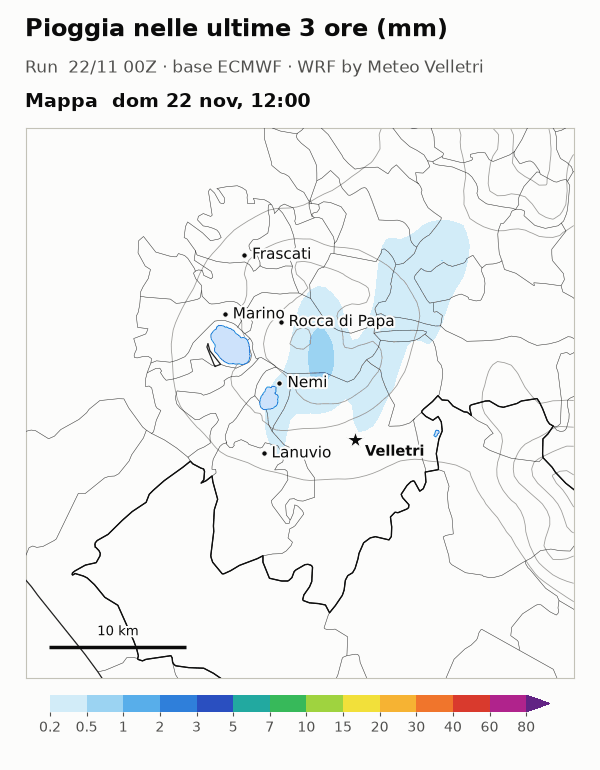 Pioggia nelle ultime 3 ore (mm)
Run  22/11 00Z · base ECMWF · WRF by Meteo Velletri
Mappa  dom 22 nov, 12:00
Frascati
Marino
Rocca di Papa
Nemi
Velletri
Lanuvio
10 km
0.2 0.5 1 2 3 5 7 10 15 20 30 40 60 80